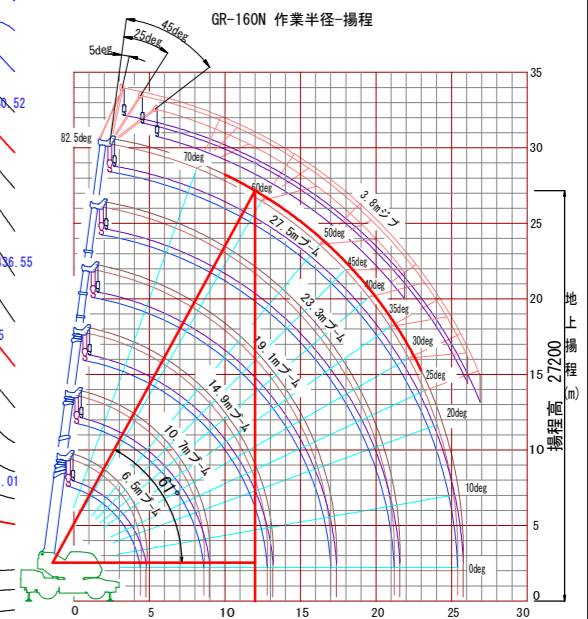 GR-160N 作業半径-揚程
45deg
25deg
5deg
35
0.52
82.5deg
30
70deg
60deg
3.8mジブ
27.5mブーム
50deg
25
45deg
36.55
40deg
23.3mブーム
20
35deg
19.1mブーム
30deg
地上揚程(m)
揚程高 27200
25deg
15
14.9mブーム
20deg
10.7mブーム
10
61°
6.5mブーム
.01
10deg
5
0deg
0
0
5
10
15
20
25
30